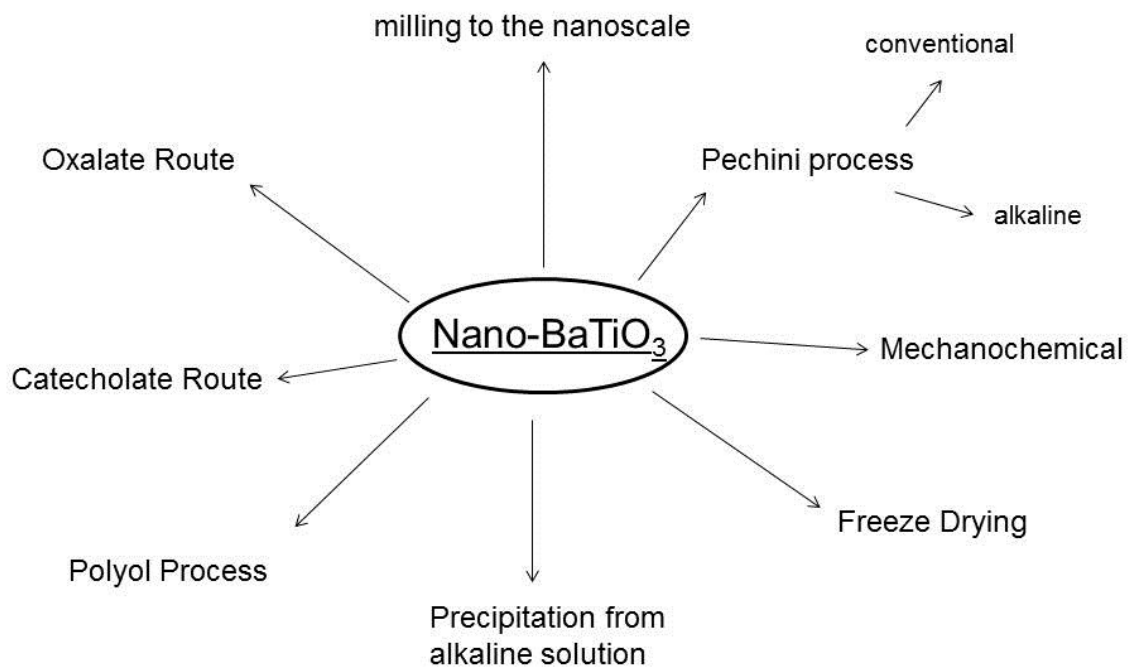 milling to the nanoscale
conventional
Oxalate Route
Pechini process
alkaline
Nano-BaTiO₃
Mechanochemical
Catecholate Route
Freeze Drying
Polyol Process
Precipitation from
alkaline solution